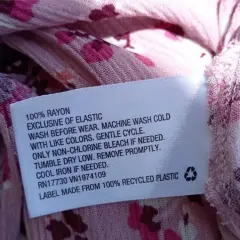 100% RAYON
EXCLUSIVE OF ELASTIC
WASH BEFORE WEAR. MACHINE WASH COLD
WITH LIKE COLORS. GENTLE CYCLE.
ONLY NON-CHLORINE BLEACH IF NEEDED.
TUMBLE DRY LOW. REMOVE PROMPTLY.
COOL IRON IF NEEDED.
RN17730 VN1974109
LABEL MADE FROM 100% RECYCLED PLASTIC